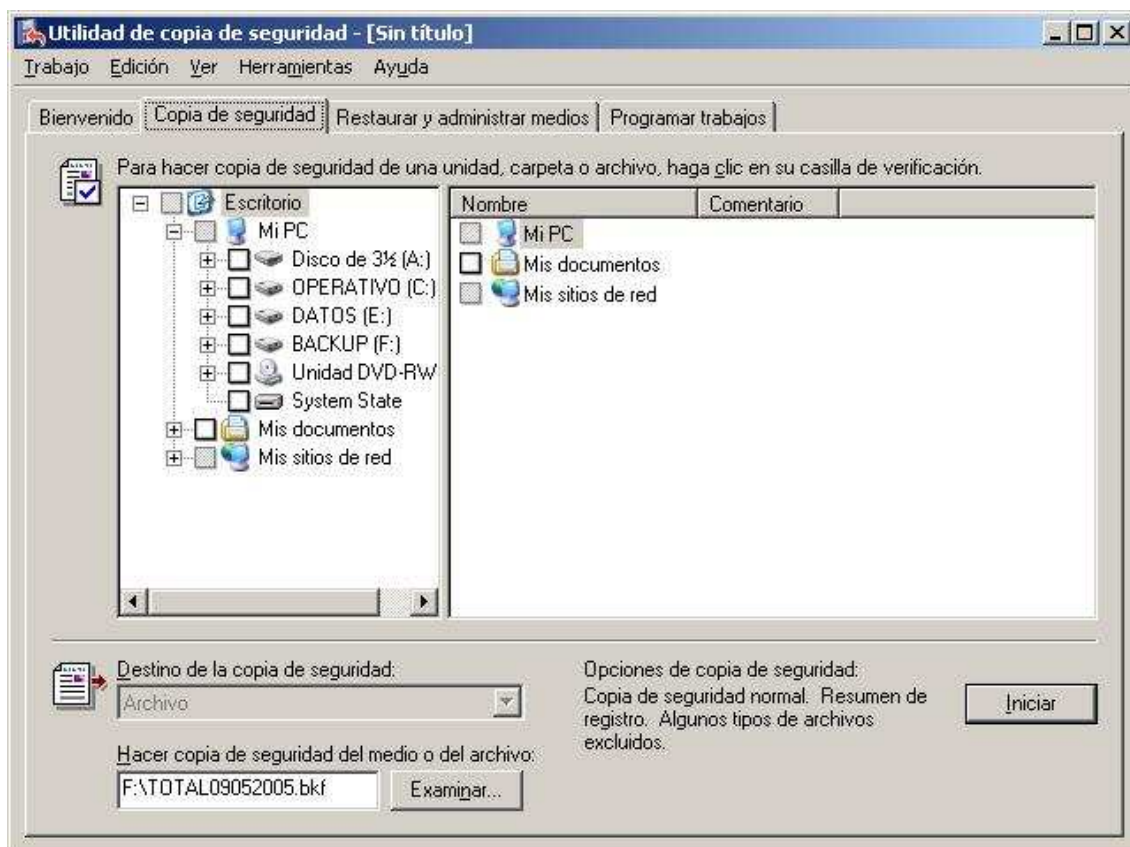 Utilidad de copia de seguridad - [Sin título]
Trabajo Edición Ver Herramientas Ayuda
Bienvenido Copia de seguridad Restaurar y administrar medios Programar trabajos
Para hacer copia de seguridad de una unidad, carpeta o archivo, haga clic en su casilla de verificación.
Escritorio
Mi PC
Disco de 3½ (A:)
OPERATIVO (C:)
DATOS (E:)
BACKUP (F:)
Unidad DVD-RW
System State
Mis documentos
Mis sitios de red
Nombre Comentario
Mi PC
Mis documentos
Mis sitios de red
Destino de la copia de seguridad:
Archivo
Hacer copia de seguridad del medio o del archivo:
F:\TOTAL09052005.bkf Examinar...
Opciones de copia de seguridad:
Copia de seguridad normal. Resumen de
registro. Algunos tipos de archivos
excluidos.
Iniciar